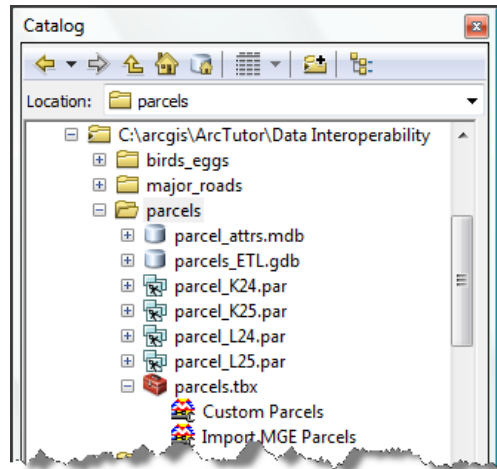 Catalog
Location: parcels
C:\arcgis\ArcTutor\Data Interoperability
birds_eggs
major_roads
parcels
parcel_attrs.mdb
parcels_ETL.gdb
parcel_K24.par
parcel_K25.par
parcel_L24.par
parcel_L25.par
parcels.tbx
Custom Parcels
Import MGE Parcels